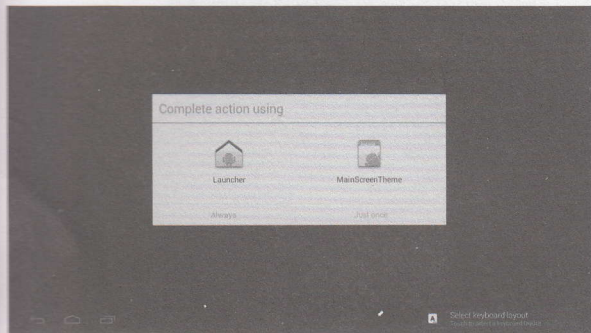 Complete action using
Launcher
MainScreenTheme
Always
Just once
A
Select keyboard layout